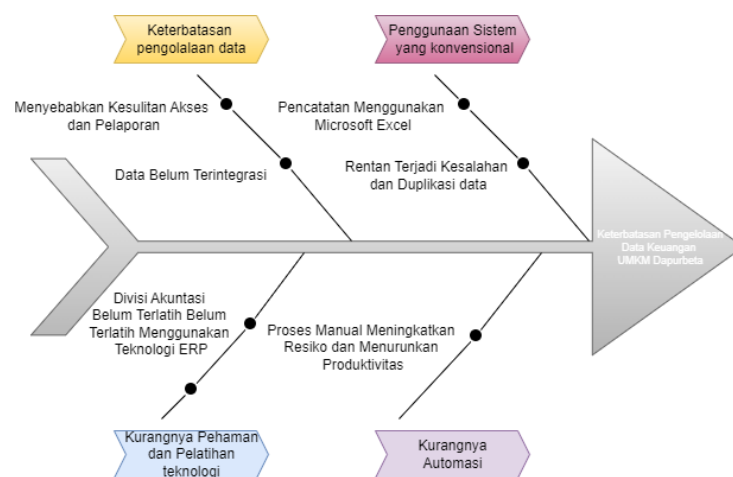 Keterbatasan
pengolalaan data
Penggunaan Sistem
yang konvensional
Menyebabkan Kesulitan Akses
dan Pelaporan
Pencatatan Menggunakan
Microsoft Excel
Data Belum Terintegrasi
Rentan Terjadi Kesalahan
dan Duplikasi data
Keterbatasan Pengelolaan
Data Keuangan
UMKM Dapurbeta
Divisi Akuntasi
Belum Terlatih Belum
Terlatih Menggunakan
Teknologi ERP
Proses Manual Meningkatkan
Resiko dan Menurunkan
Produktivitas
Kurangnya Pehaman
dan Pelatihan
teknologi
Kurangnya
Automasi